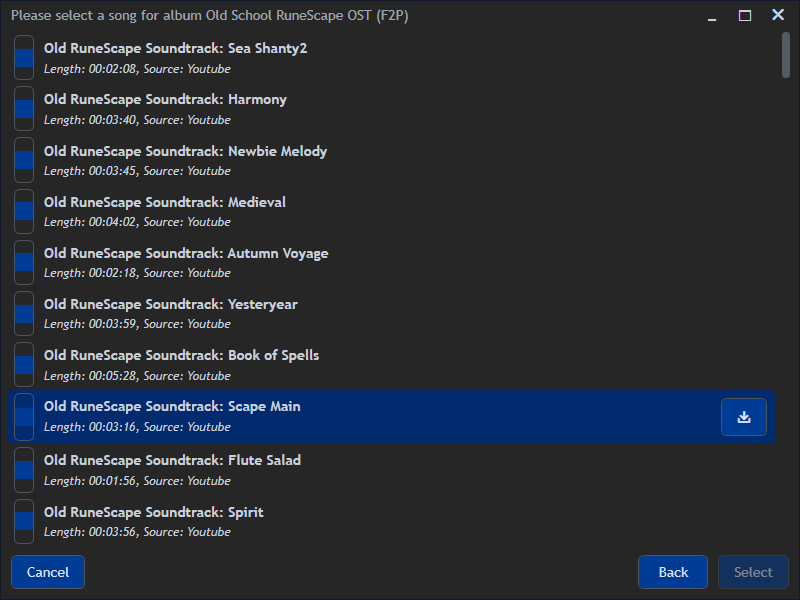 Please select a song for album Old School RuneScape OST (F2P)
Old RuneScape Soundtrack: Sea Shanty2
Length: 00:02:08, Source: Youtube
Old RuneScape Soundtrack: Harmony
Length: 00:03:40, Source: Youtube
Old RuneScape Soundtrack: Newbie Melody
Length: 00:03:45, Source: Youtube
Old RuneScape Soundtrack: Medieval
Length: 00:04:02, Source: Youtube
Old RuneScape Soundtrack: Autumn Voyage
Length: 00:02:18, Source: Youtube
Old RuneScape Soundtrack: Yesteryear
Length: 00:03:59, Source: Youtube
Old RuneScape Soundtrack: Book of Spells
Length: 00:05:28, Source: Youtube
Old RuneScape Soundtrack: Scape Main
Length: 00:03:16, Source: Youtube
Old RuneScape Soundtrack: Flute Salad
Length: 00:01:56, Source: Youtube
Old RuneScape Soundtrack: Spirit
Length: 00:03:56, Source: Youtube
Cancel Back Select